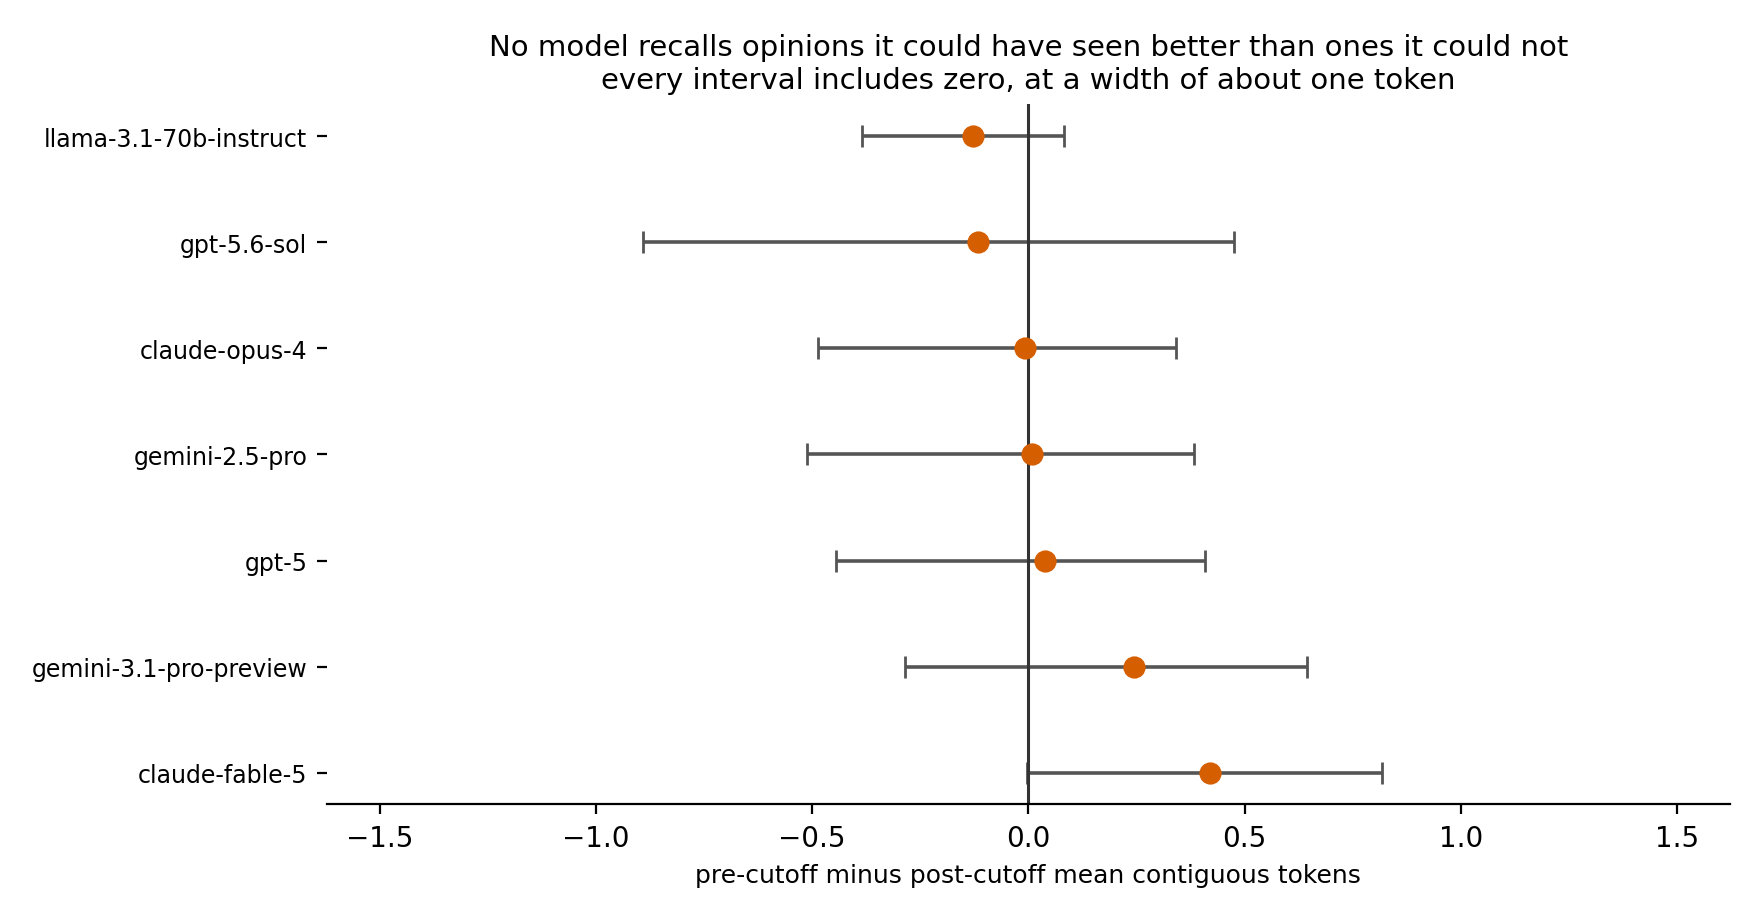 No model recalls opinions it could have seen better than ones it could not
every interval includes zero, at a width of about one token
llama-3.1-70b-instruct
gpt-5.6-sol
claude-opus-4
gemini-2.5-pro
gpt-5
gemini-3.1-pro-preview
claude-fable-5
−1.5 −1.0 −0.5 0.0 0.5 1.0 1.5
pre-cutoff minus post-cutoff mean contiguous tokens